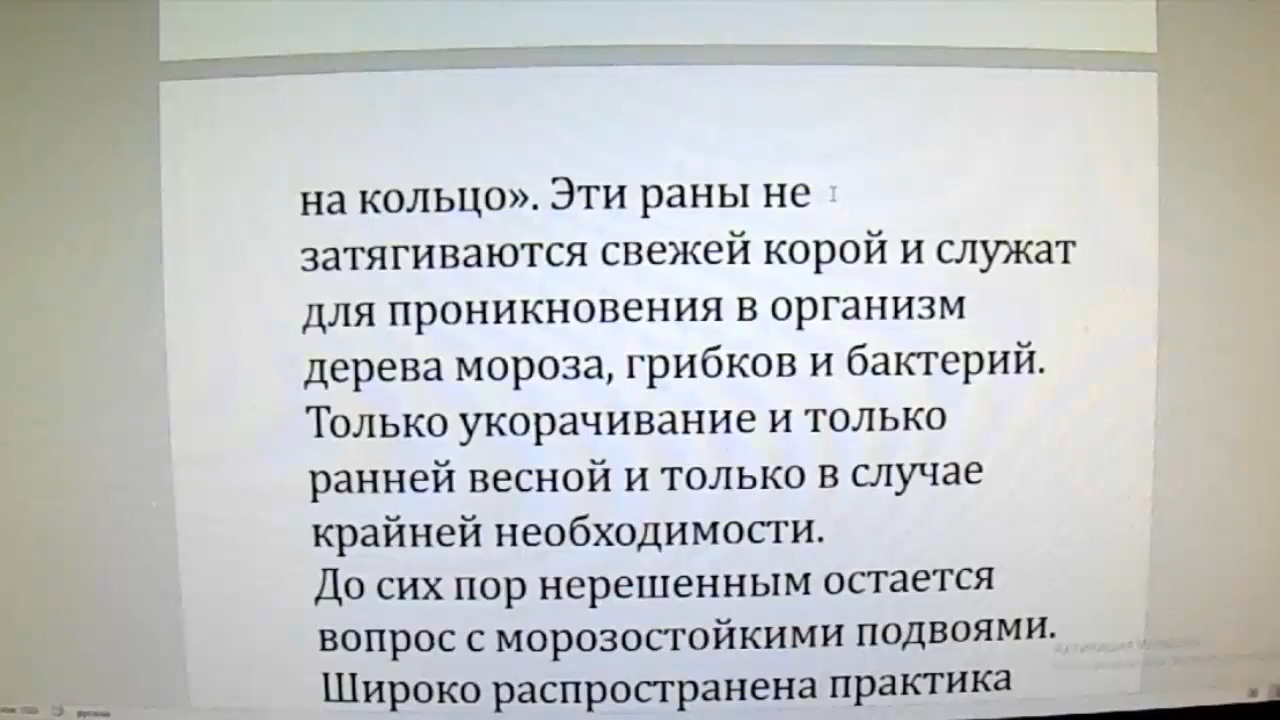 на кольцо». Эти раны не
затягиваются свежей корой и служат
для проникновения в организм
дерева мороза, грибков и бактерий.
Только укорачивание и только
ранней весной и только в случае
крайней необходимости.
До сих пор нерешенным остается
вопрос с морозостойкими подвоями.
Широко распространена практика